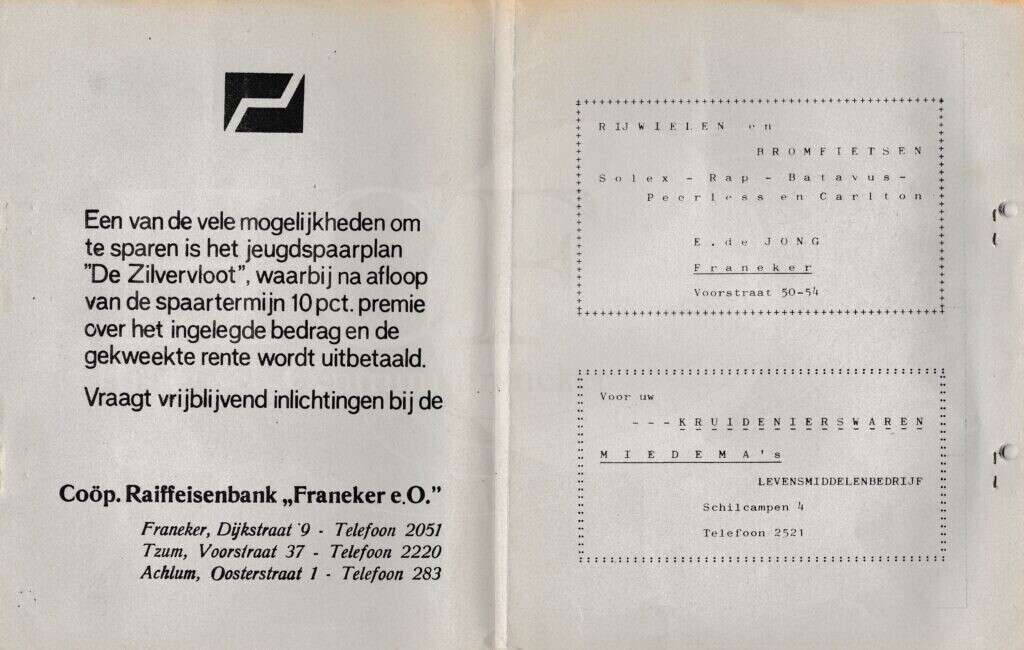 Een van de vele mogelijkheden om
te sparen is het jeugdspaarplan
"De Zilvervloot", waarbij na afloop
van de spaartermijn 10 pct. premie
over het ingelegde bedrag en de
gekweekte rente wordt uitbetaald.
Vraagt vrijblijvend inlichtingen bij de
Coöp. Raiffeisenbank „Franeker e.O.”
Franeker, Dijkstraat 9 - Telefoon 2051
Tzum, Voorstraat 37 - Telefoon 2220
Achlum, Oosterstraat 1 - Telefoon 283
RIJWIELEN en
BROMFIETSEN
Solex - Rap - Batavus -
Peerless en Carlton
E. de JONG
Franeker
Voorstraat 50-54
Voor uw
---KRUIDENIERSWAREN
MIEDEMA's
LEVENSMIDDELENBEDRIJF
Schilcampen 4
Telefoon 2521